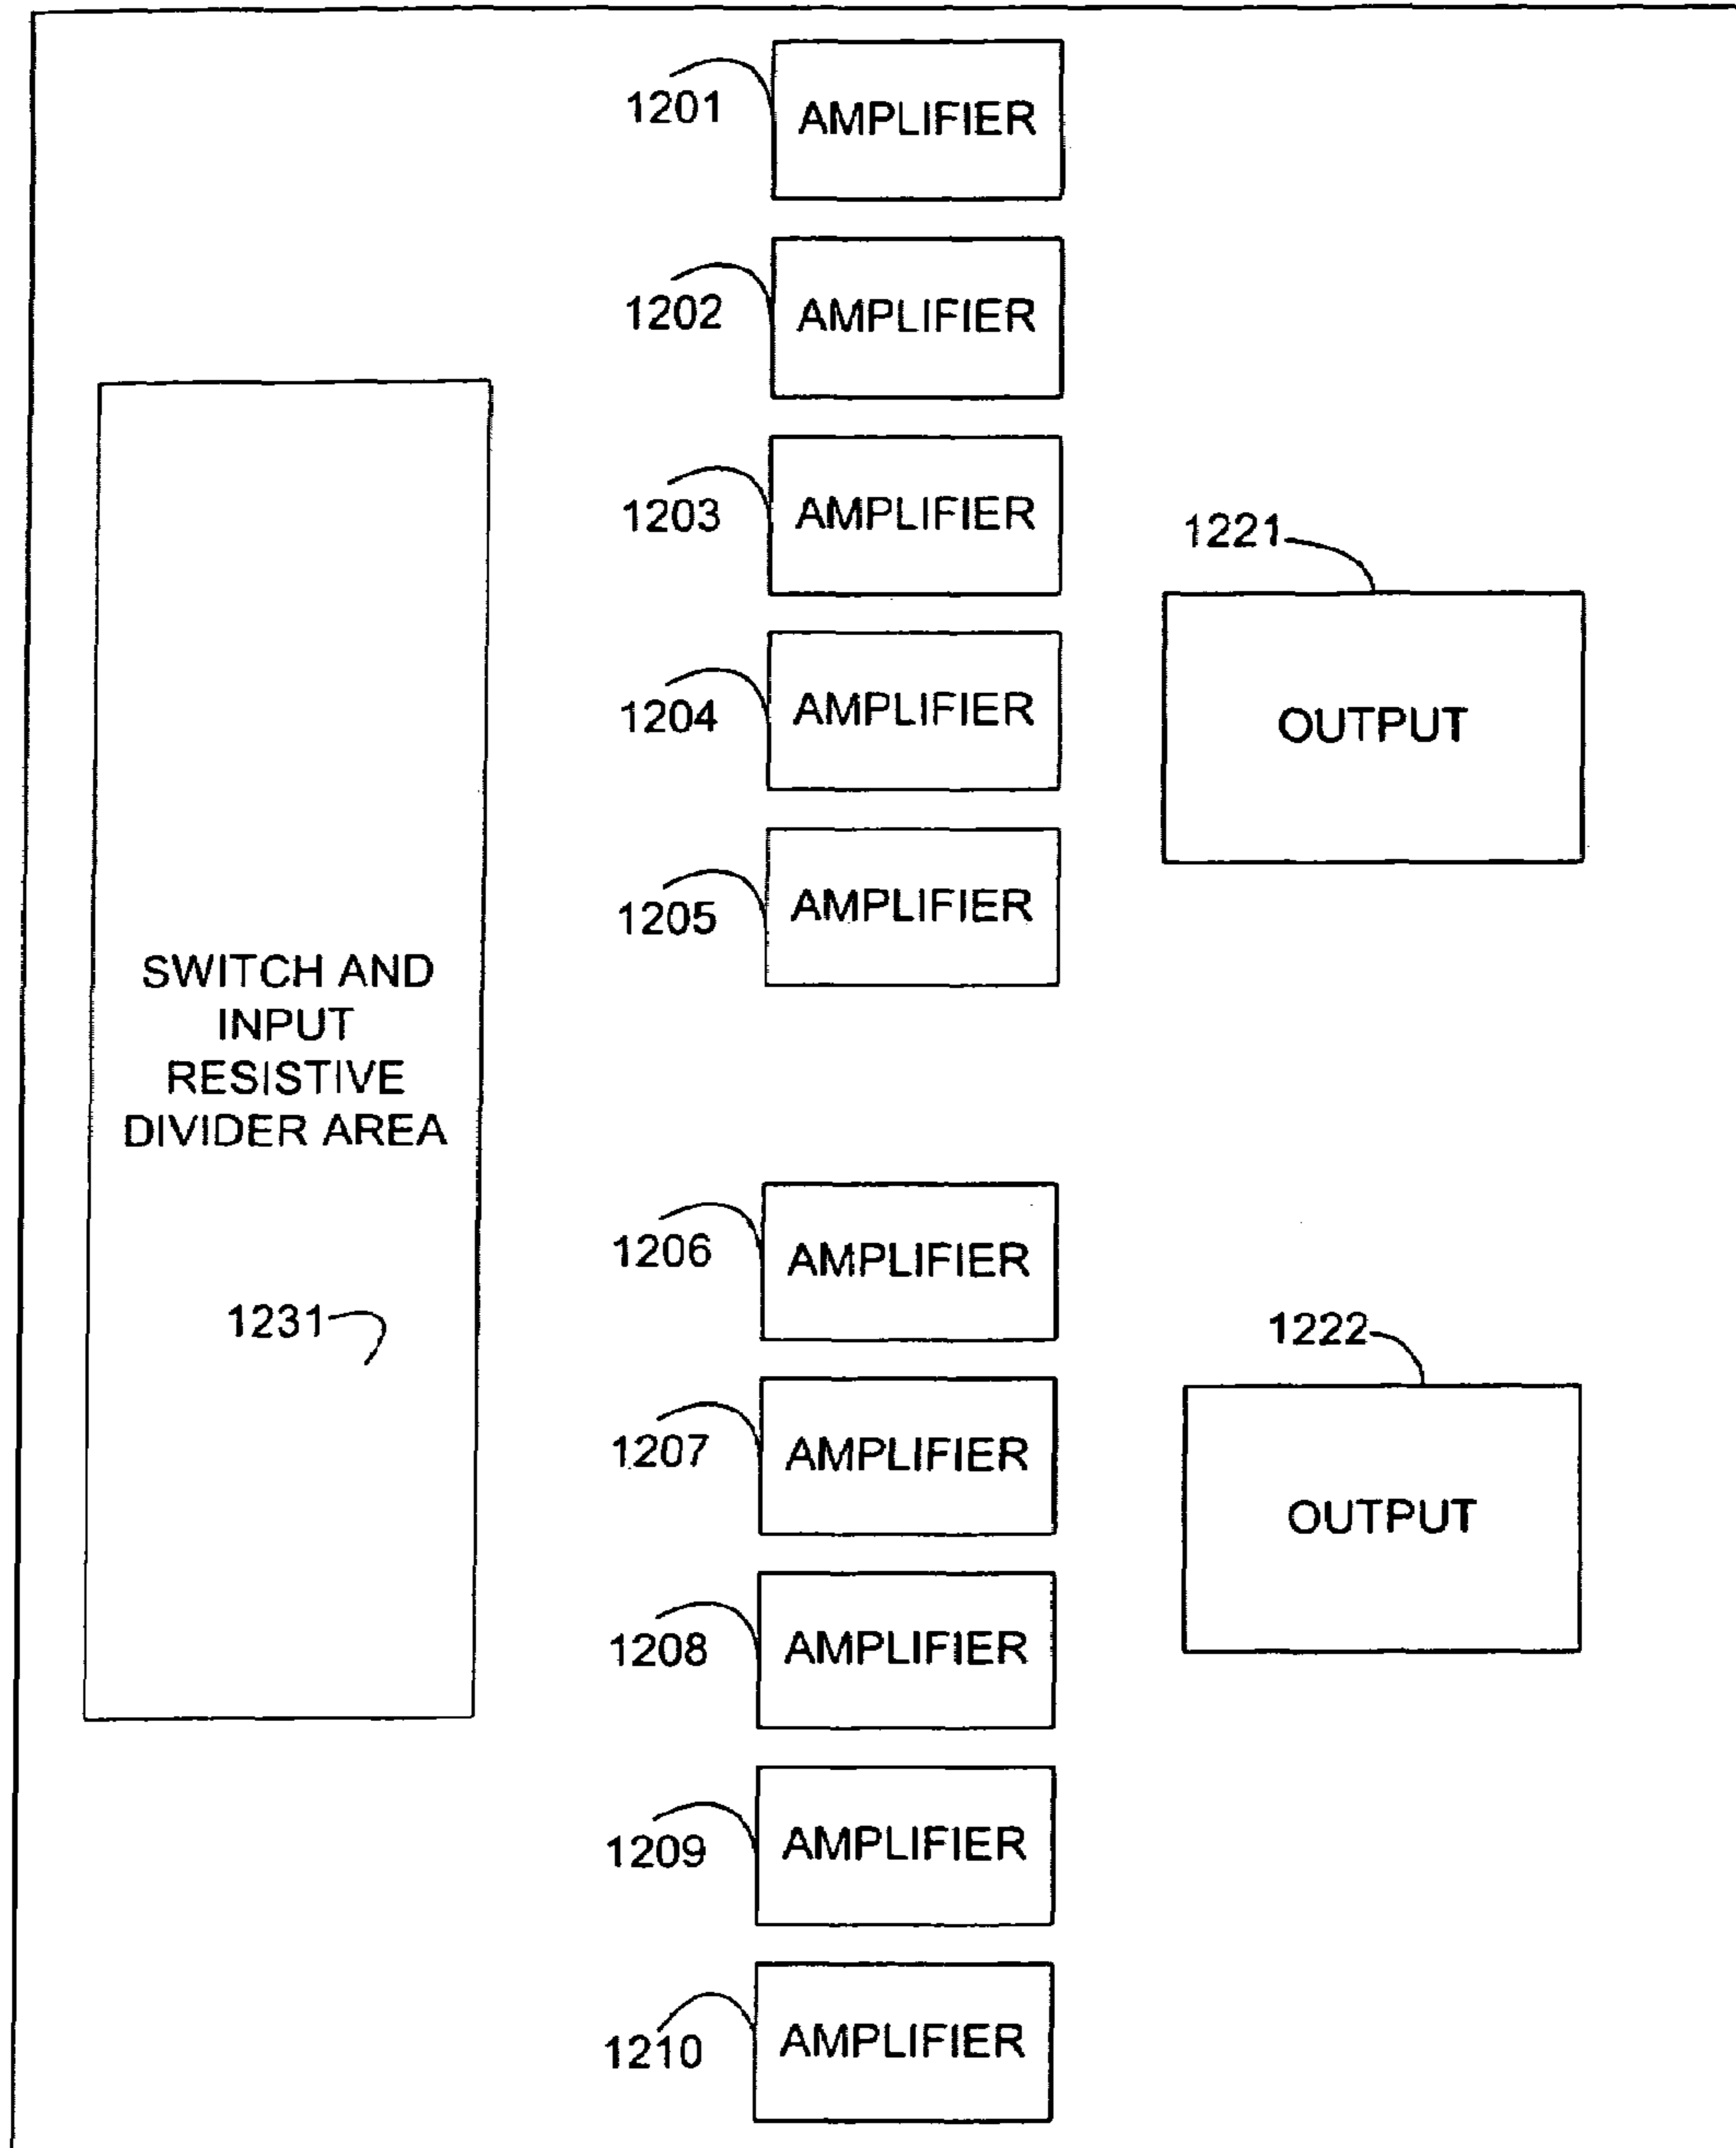 1201
AMPLIFIER
1202
AMPLIFIER
1203
AMPLIFIER
1221
1204
AMPLIFIER
OUTPUT
1205
AMPLIFIER
SWITCH AND
INPUT
RESISTIVE
DIVIDER AREA
1231
1206
AMPLIFIER
1222
1207
AMPLIFIER
OUTPUT
1208
AMPLIFIER
1209
AMPLIFIER
1210
AMPLIFIER